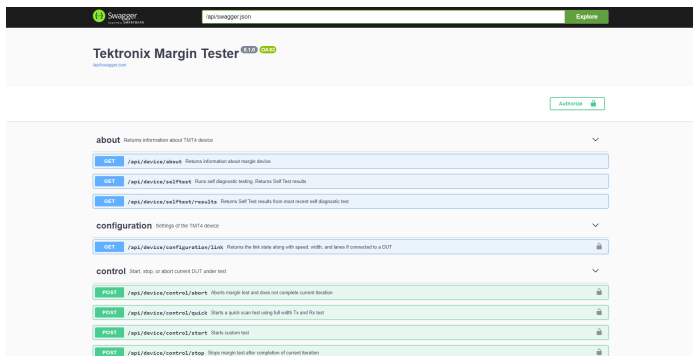 Swagger
/api/swagger.json
Explore
Tektronix Margin Tester
/api/swagger.json
Authorize
about Returns information about TMT4 device
GET /api/device/about Returns information about margin device
GET /api/device/selftest Runs self diagnostic testing. Returns Self Test results
GET /api/device/selftest/results Returns Self Test results from most recent self diagnostic test
configuration Settings of the TMT4 device
GET /api/device/configuration/link Returns the link state along with speed, width, and lanes if connected to a DUT
control Start, stop, or abort current DUT under test
POST /api/device/control/abort Aborts margin test and does not complete current iteration
POST /api/device/control/quick Starts a quick scan test using full width Tx and Rx test
POST /api/device/control/start Starts custom test
POST /api/device/control/stop Stops margin test after completion of current iteration